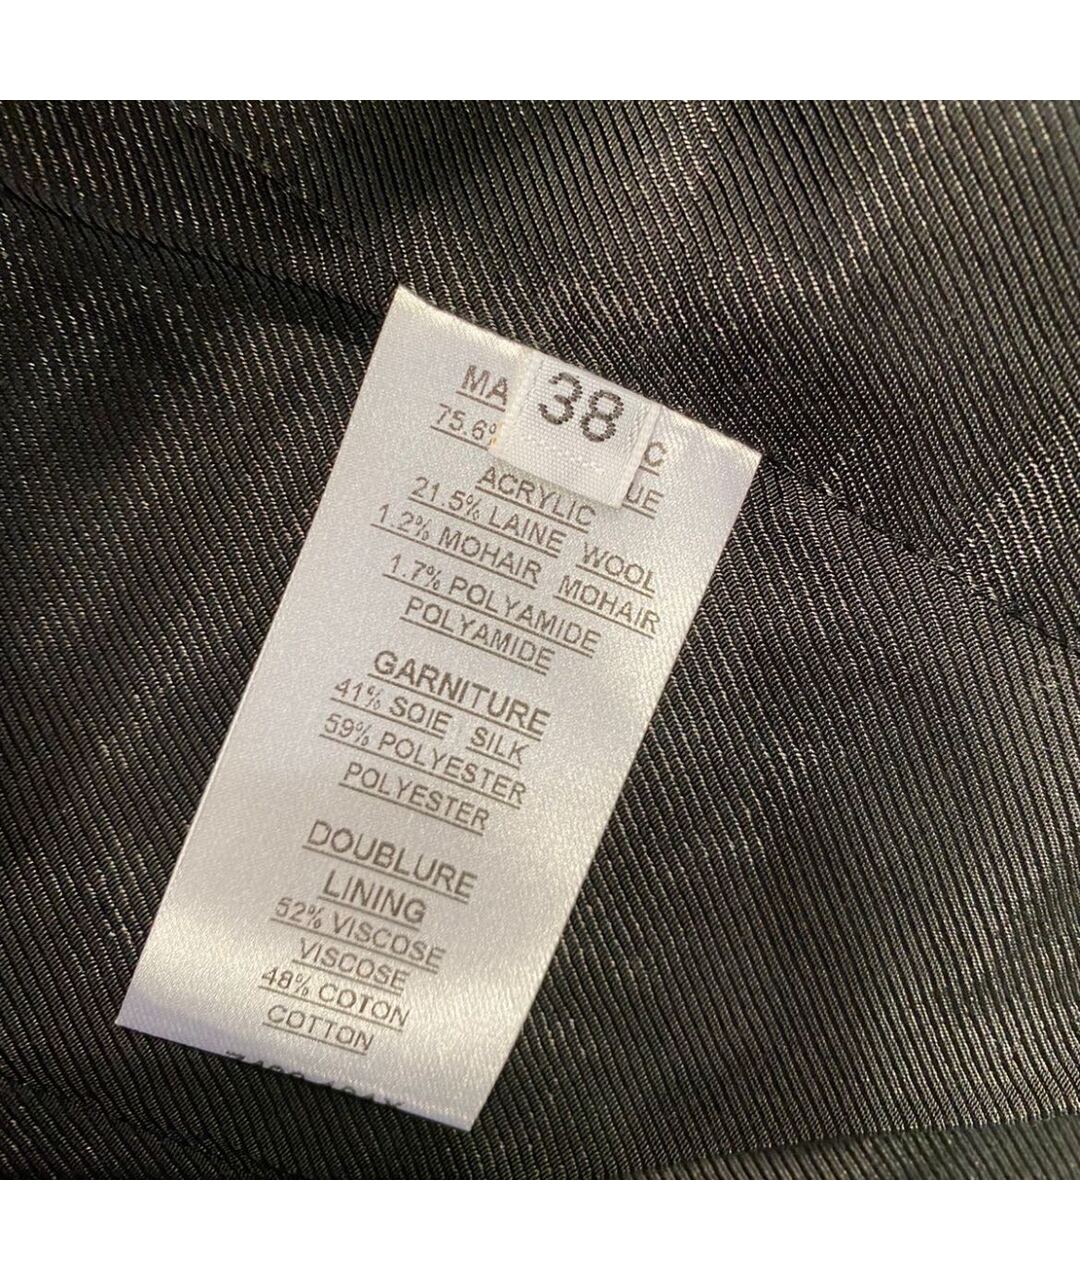 38
75.6%
ACRYLIC
21.5% LAINE WOOL
1.2% MOHAIR MOHAIR
1.7% POLYAMIDE
POLYAMIDE
GARNITURE
41% SOIE SILK
59% POLYESTER
POLYESTER
DOUBLURE
LINING
52% VISCOSE
VISCOSE
48% COTON
COTTON